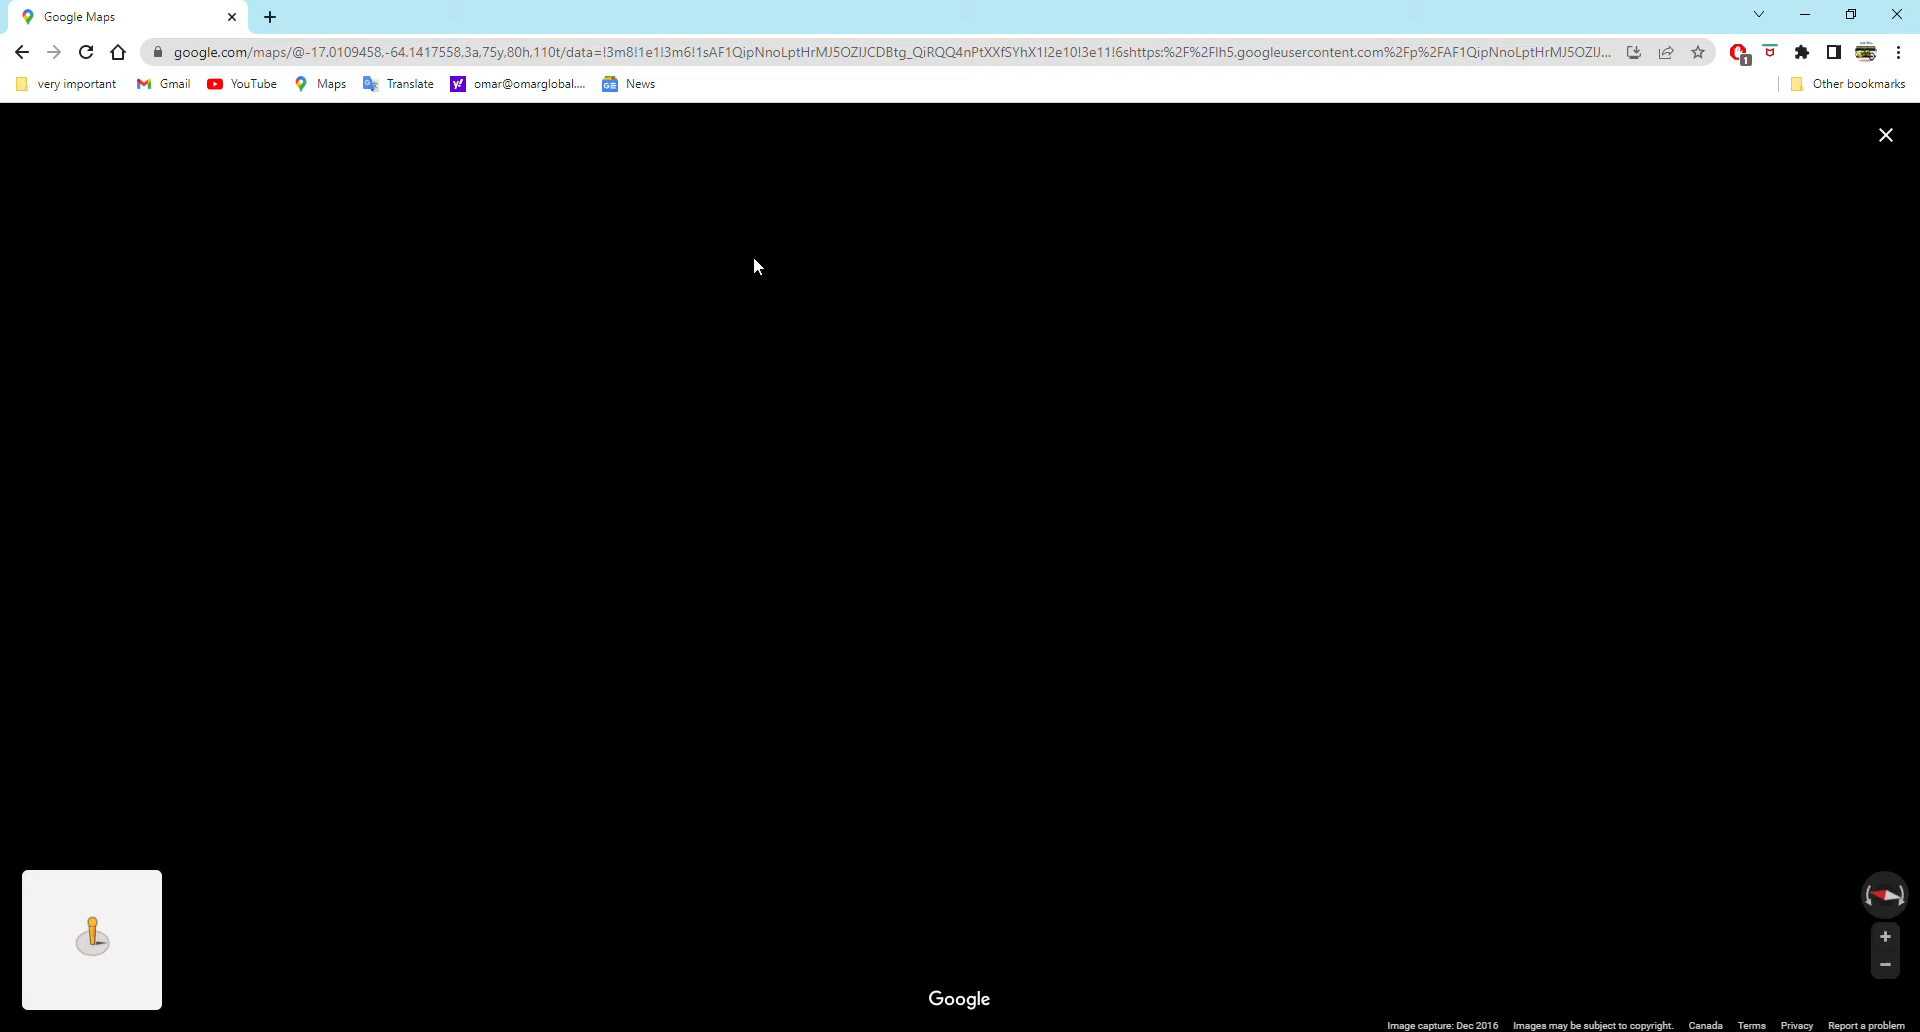 Google Maps
google.com/maps/@-17.0109458,-64.1417558,3a,75y,80h,110t/data=!3m8!1e1!3m6!1sAF1QipNnoLptHrMJ5OZIJCDBtg_QiRQQ4nPtXXfSYhX1!2e10!3e11!6shttps:%2F%2Flh5.googleusercontent.com%2Fp%2FAF1QipNnoLptHrMJ5OZIJ...
1
very important Gmail YouTube Maps Translate omar@omarglobal.... News Other bookmarks
Google
Image capture: Dec 2016 Images may be subject to copyright. Canada Terms Privacy Report a problem